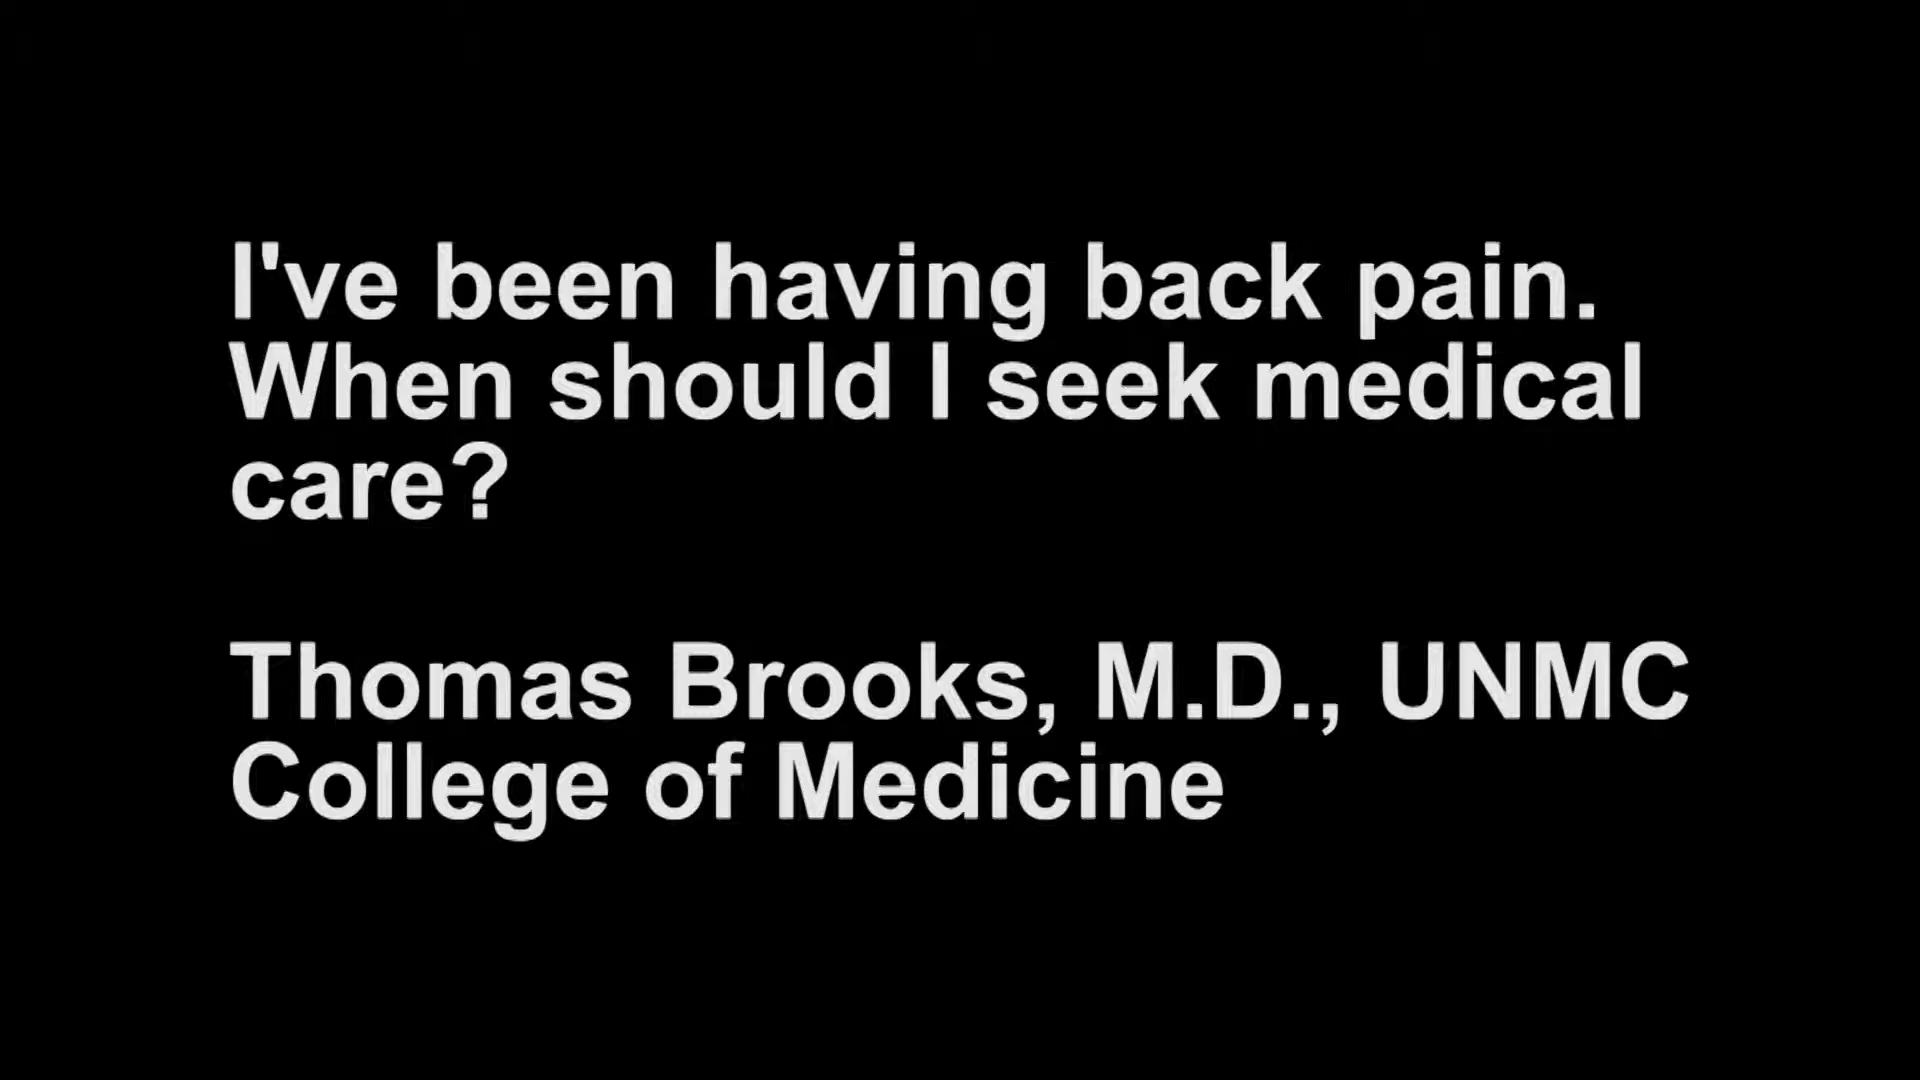 I've been having back pain.
When should I seek medical
care?
Thomas Brooks, M.D., UNMC
College of Medicine